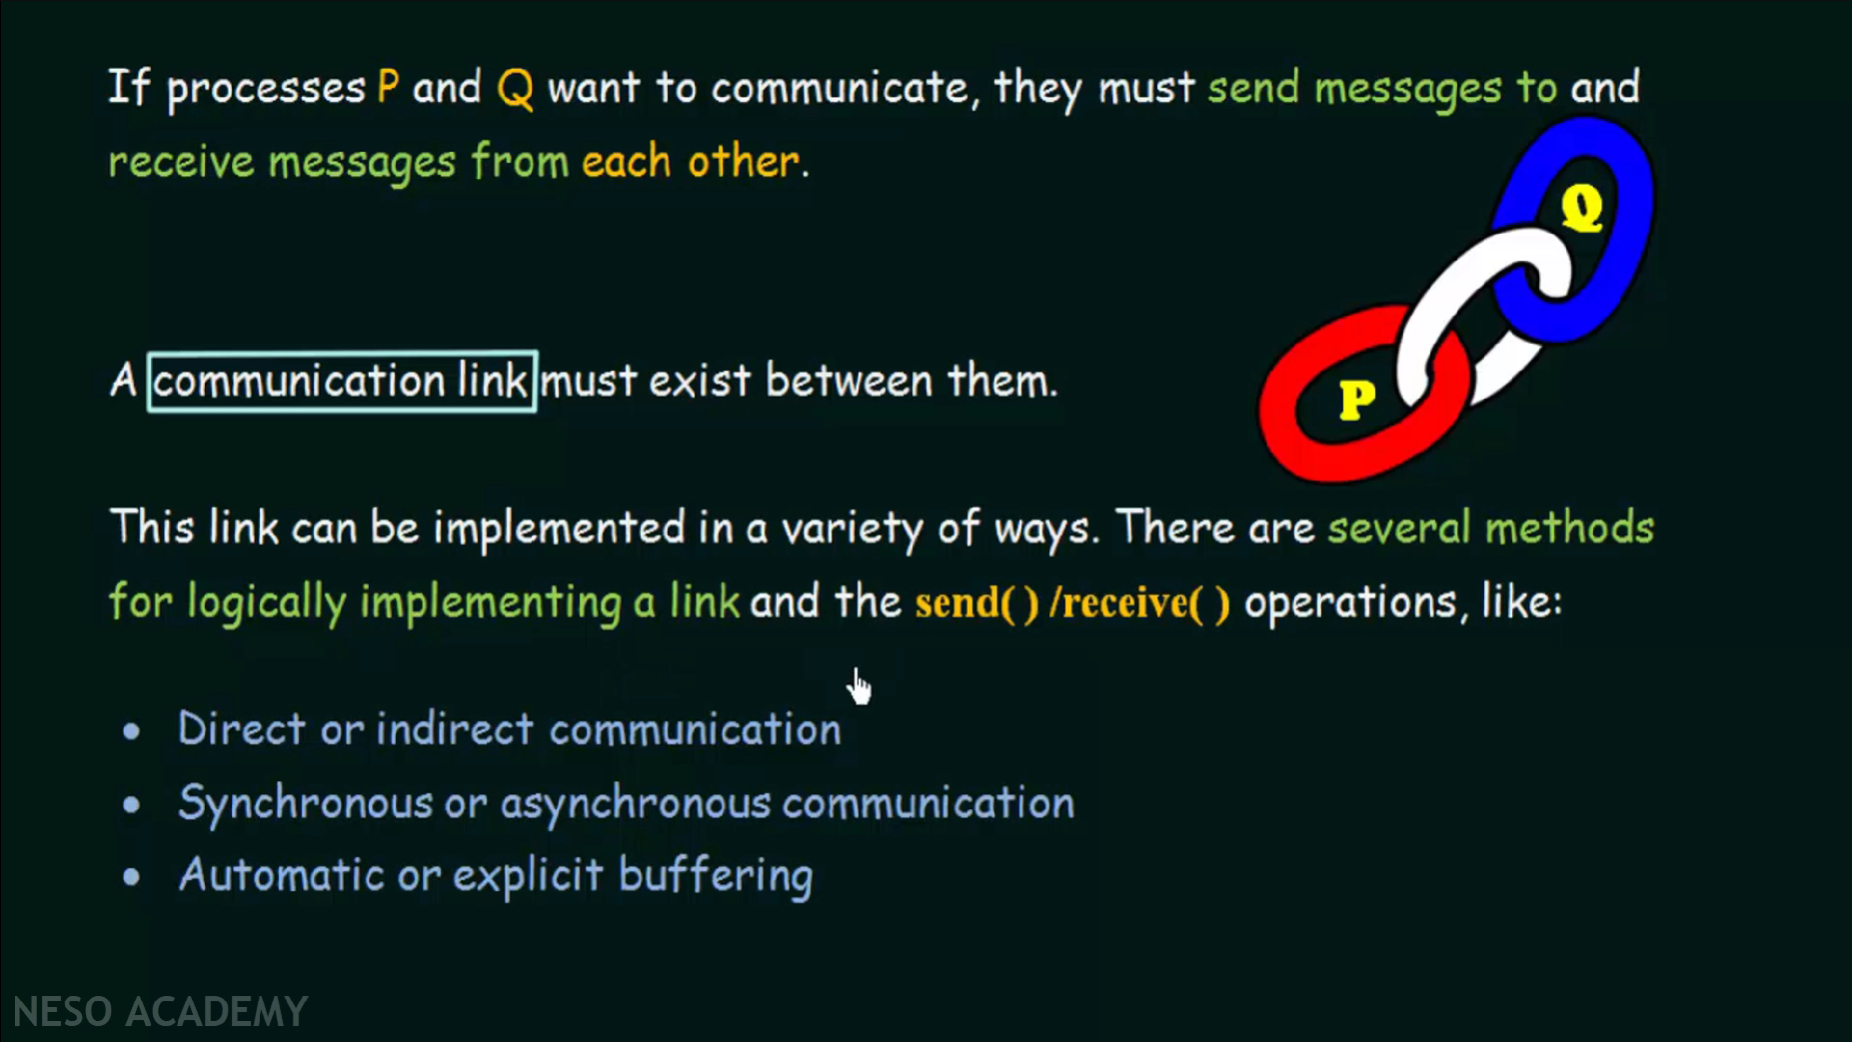 If processes P and Q want to communicate, they must send messages to and
receive messages from each other.
Q
A communication link must exist between them.
P
This link can be implemented in a variety of ways. There are several methods
for logically implementing a link and the send( ) /receive( ) operations, like:
• Direct or indirect communication
• Synchronous or asynchronous communication
• Automatic or explicit buffering
NESO ACADEMY